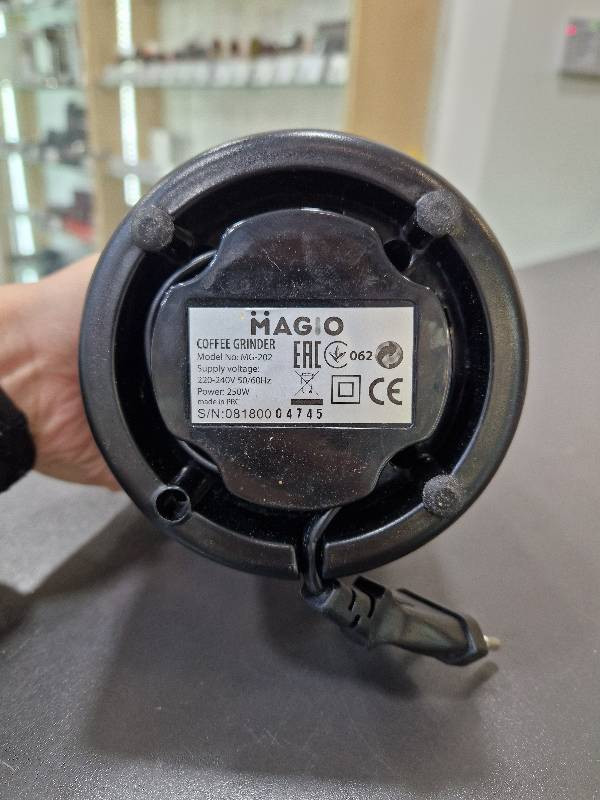 MAGIO
COFFEE GRINDER
Model No: MG-202
Supply voltage:
220-240V 50/60Hz
Power: 250W
made in PRC
S/N:081800 04745
EAC 062
CE